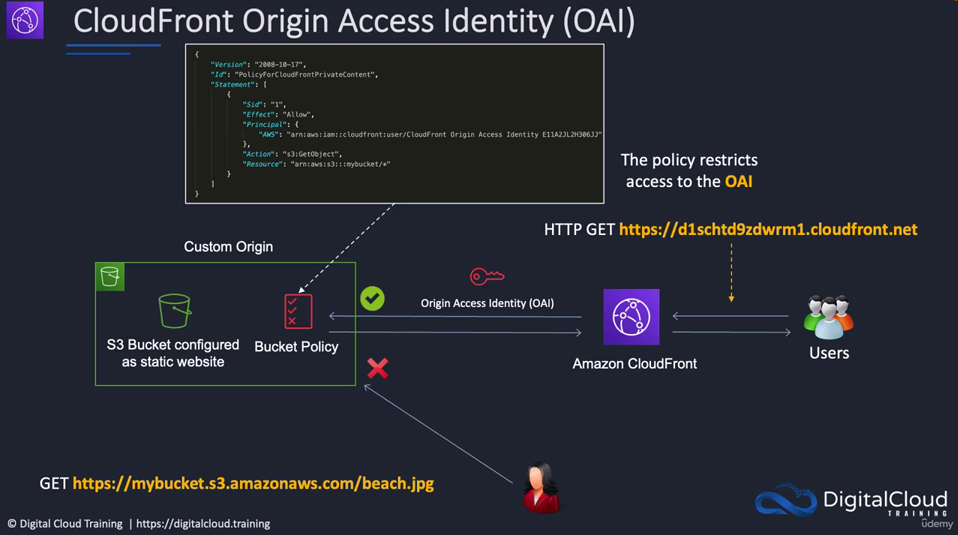 CloudFront Origin Access Identity (OAI)
{
"Version": "2008-10-17",
"Id": "PolicyForCloudFrontPrivateContent",
"Statement": [
{
"Sid": "1",
"Effect": "Allow",
"Principal": {
"AWS": "arn:aws:iam::cloudfront:user/CloudFront Origin Access Identity E11A2JL2H306JJ"
},
"Action": "s3:GetObject",
"Resource": "arn:aws:s3:::mybucket/*"
}
]
}
The policy restricts
access to the OAI
HTTP GET https://d1schtd9zdwrm1.cloudfront.net
Custom Origin
Origin Access Identity (OAI)
S3 Bucket configured
as static website
Bucket Policy
Amazon CloudFront
Users
GET https://mybucket.s3.amazonaws.com/beach.jpg
DigitalCloud
TRAINING
© Digital Cloud Training | https://digitalcloud.training
ûdemy